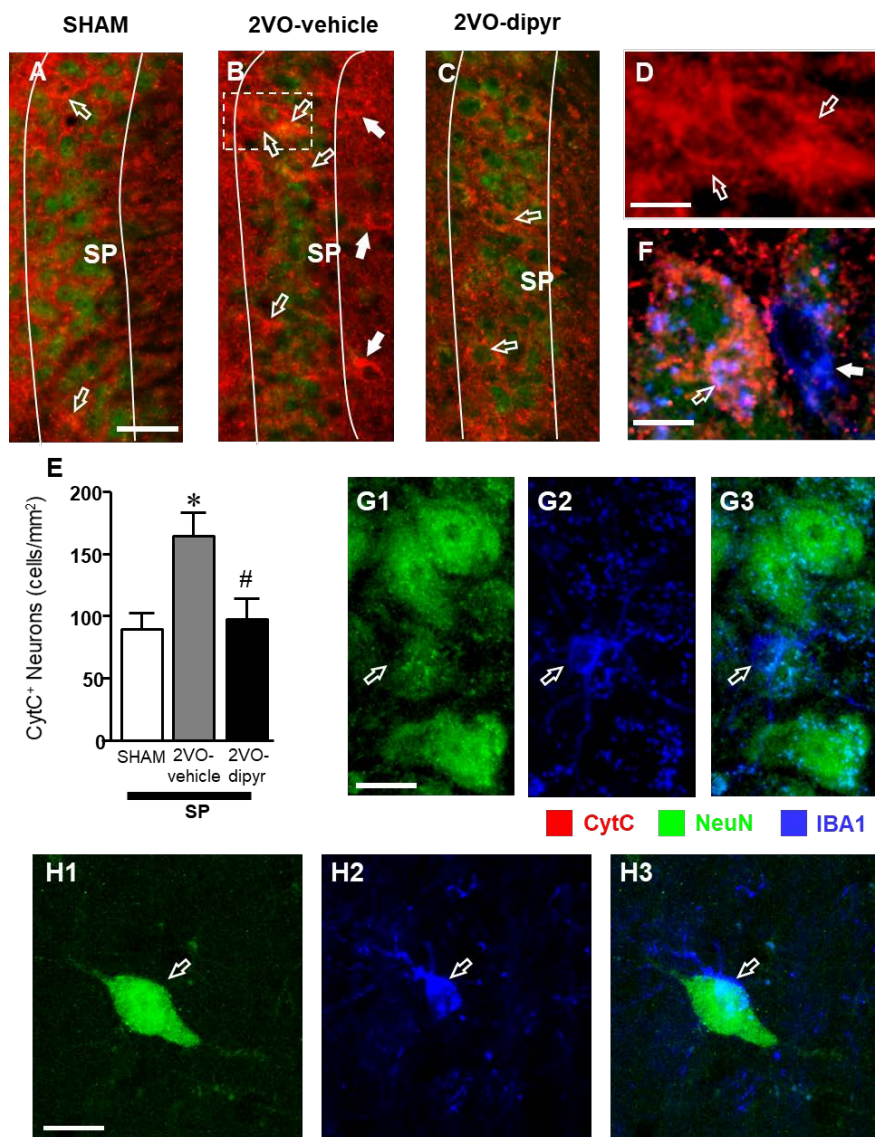 SHAM 2VO-vehicle 2VO-dipyr
A B C D
SP SP SP
F
E
CytC⁺ Neurons (cells/mm²)
200
150
100
50
0
*
#
SHAM 2VO-vehicle 2VO-dipyr
SP
G1 G2 G3
CytC NeuN IBA1
H1 H2 H3